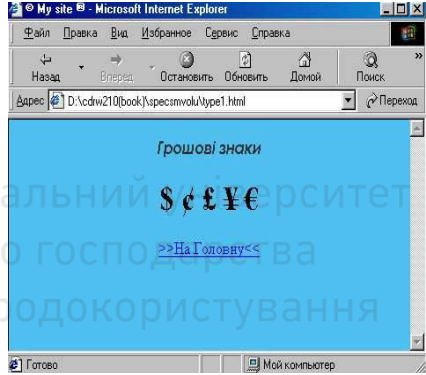 © My site ® - Microsoft Internet Explorer
Файл Правка Вид Избранное Сервис Справка
Назад Вперед Остановить Обновить Домой Поиск »
Адрес D:\cdrw210(book)\specsmvolu\type1.html Переход
Грошові знаки
$ ¢ £ ¥ €
>>На Головну<<
альний університет
о господарства
родокористування
Готово Мой компьютер